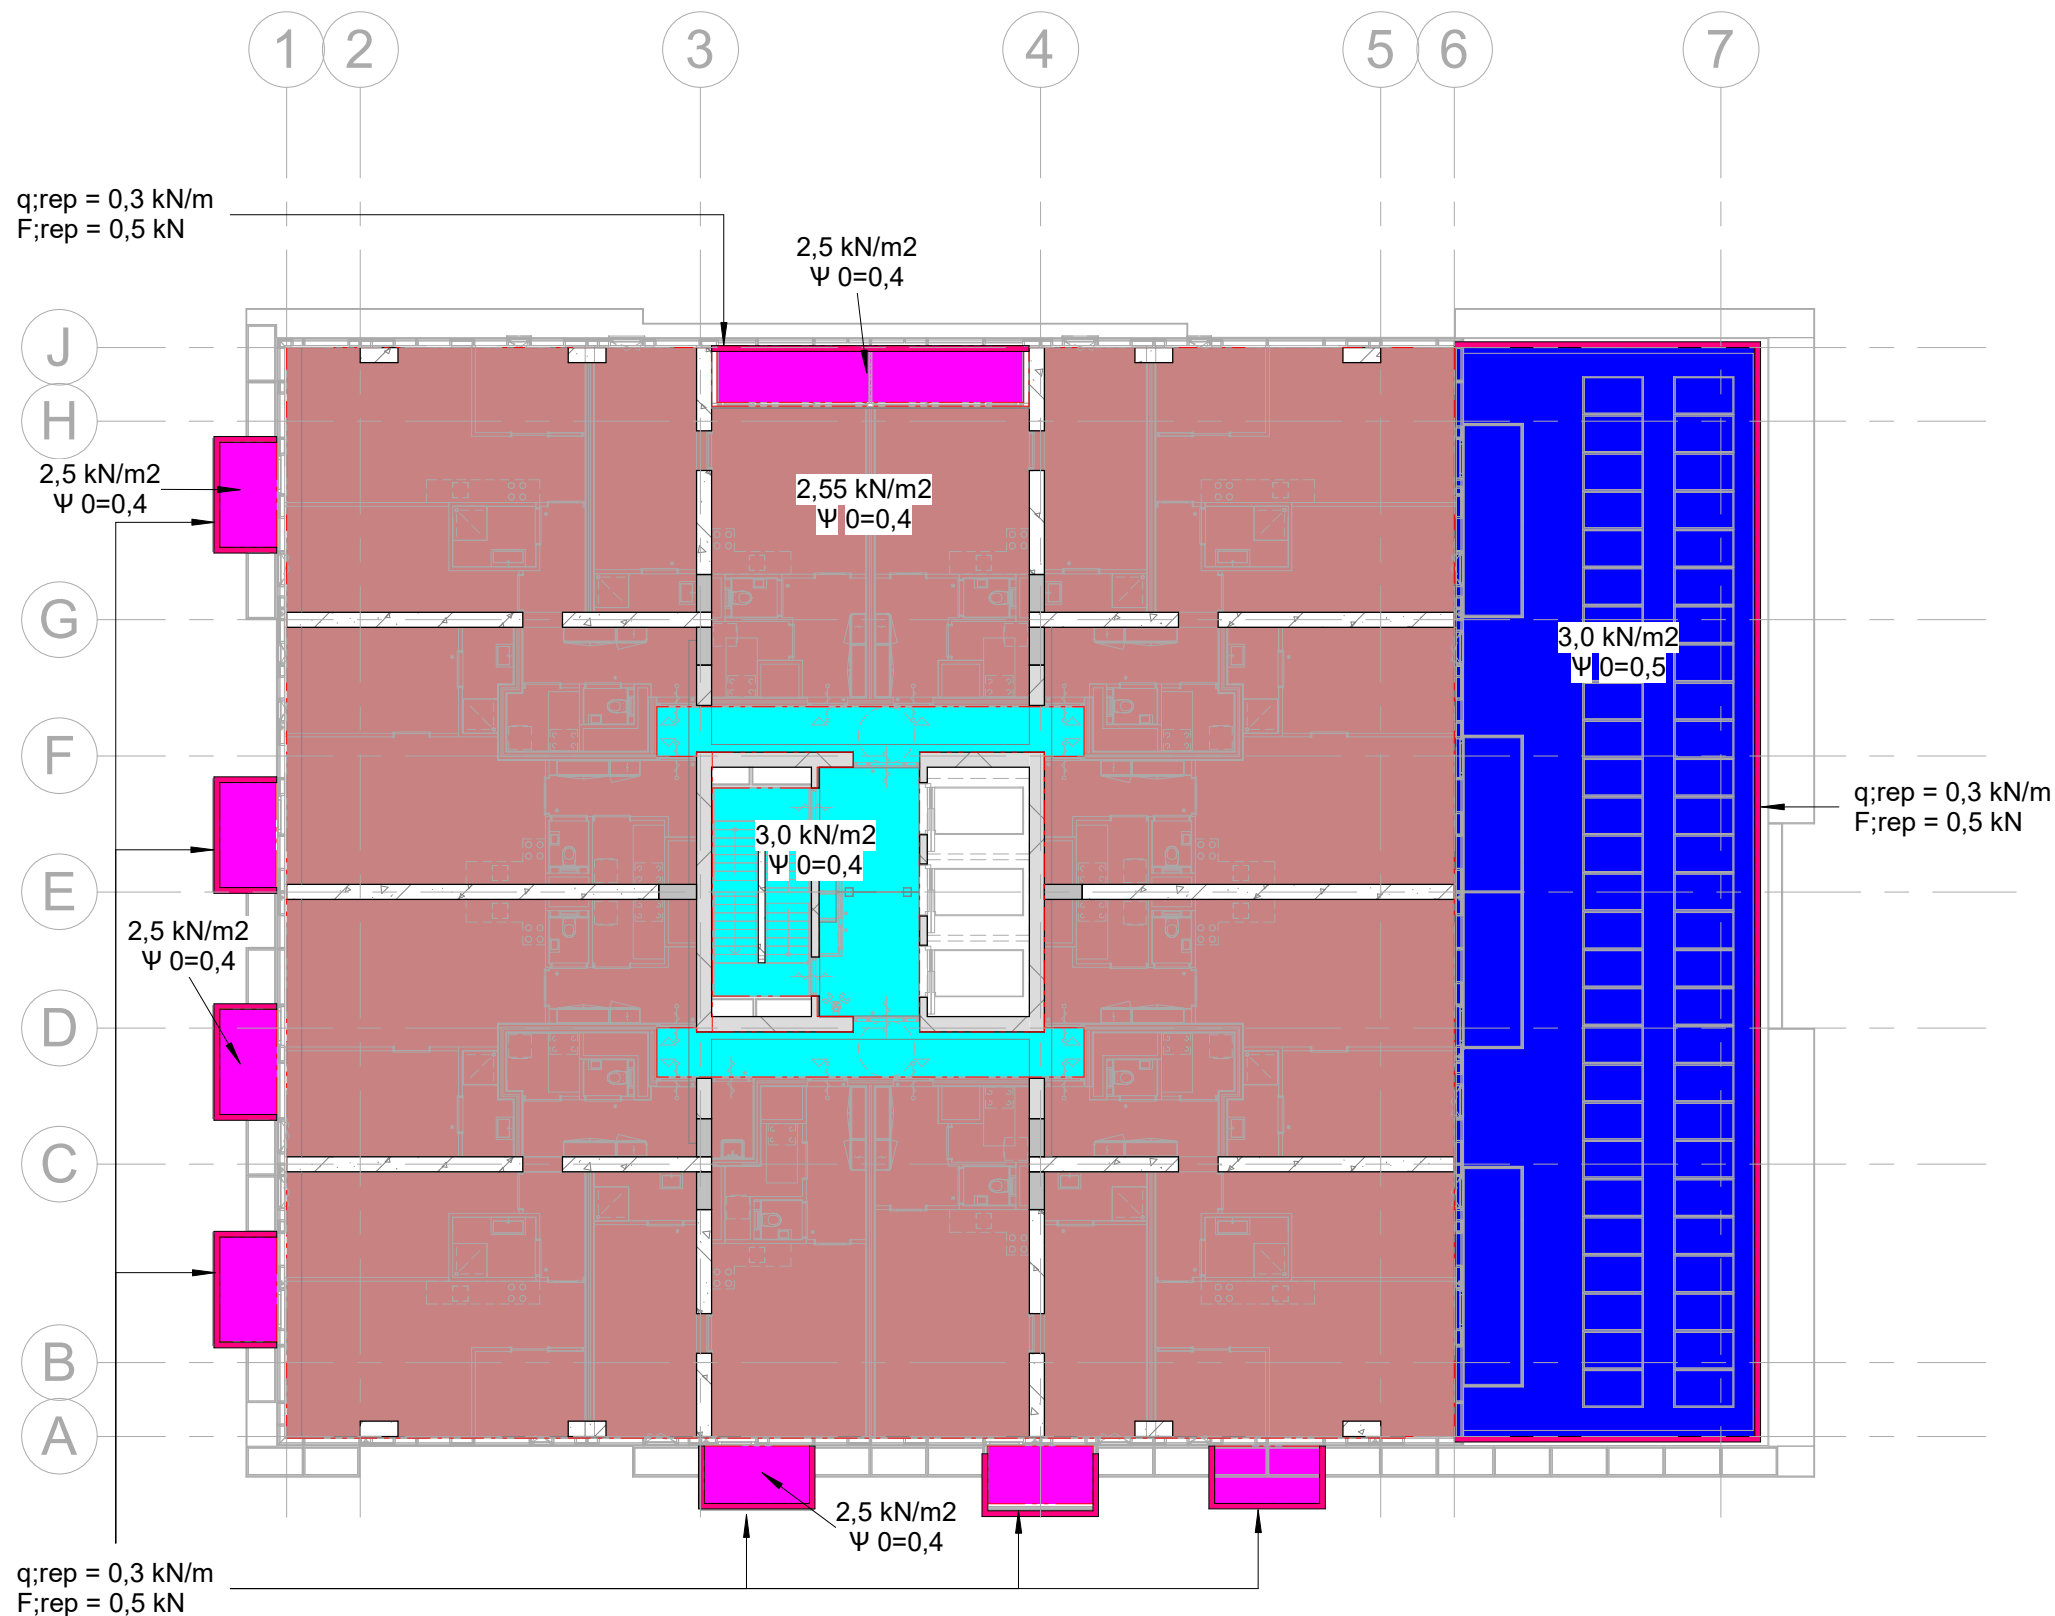 1
2
3
4
5
6
7
q;rep = 0,3 kN/m
F;rep = 0,5 kN
2,5 kN/m2
Ψ 0=0,4
J
H
2,5 kN/m2
Ψ 0=0,4
2,55 kN/m2
Ψ 0=0,4
G
3,0 kN/m2
Ψ 0=0,5
F
q;rep = 0,3 kN/m
F;rep = 0,5 kN
3,0 kN/m2
Ψ 0=0,4
E
2,5 kN/m2
Ψ 0=0,4
D
C
B
A
2,5 kN/m2
Ψ 0=0,4
q;rep = 0,3 kN/m
F;rep = 0,5 kN